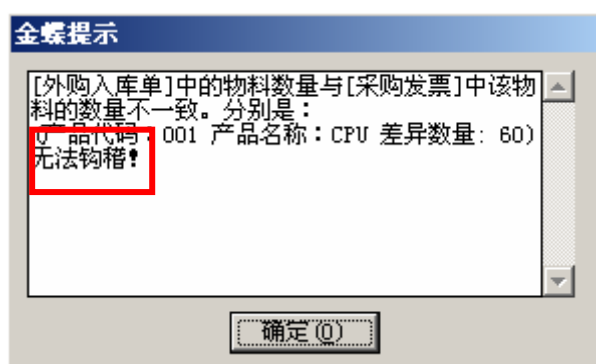 金蝶提示
[外购入库单]中的物料数量与[采购发票]中该物
料的数量不一致。分别是：
(产品代码：001 产品名称：CPU 差异数量: 60)
无法钩稽!
确定(O)